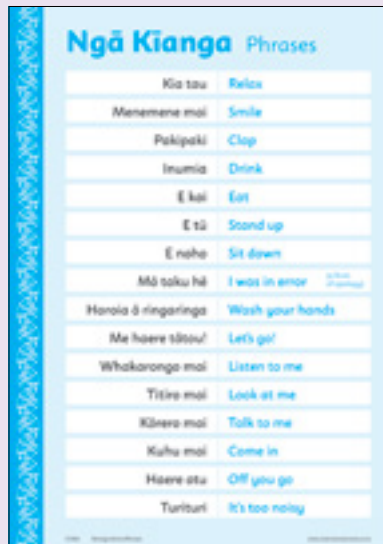 Ngā Kīanga Phrases
Kia tau Relax
Menemene mai Smile
Pakipaki Clap
Inumia Drink
E kai Eat
E tū Stand up
E noho Sit down
Mō taku hē I was in error
Horoia ō ringaringa Wash your hands
Me haere tātou! Let's go!
Whakarongo mai Listen to me
Titiro mai Look at me
Kōrero mai Talk to me
Kuhu mai Come in
Haere atu Off you go
Turituri It's too noisy